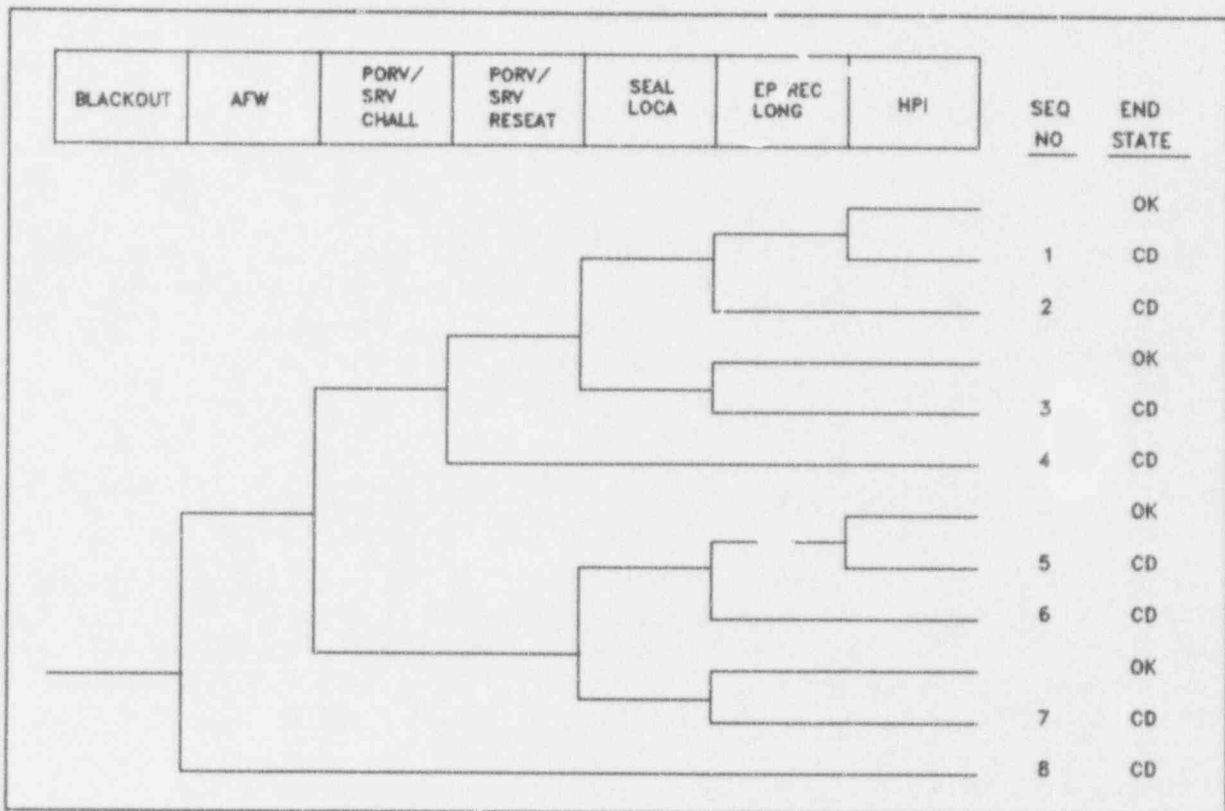 BLACKOUT
AFW
PORV/
SRV
CHALL
PORV/
SRV
RESEAT
SEAL
LOCA
EP REC
LONG
HPI
SEQ
NO
END
STATE
OK
1 CD
2 CD
OK
3 CD
4 CD
OK
5 CD
6 CD
OK
7 CD
8 CD